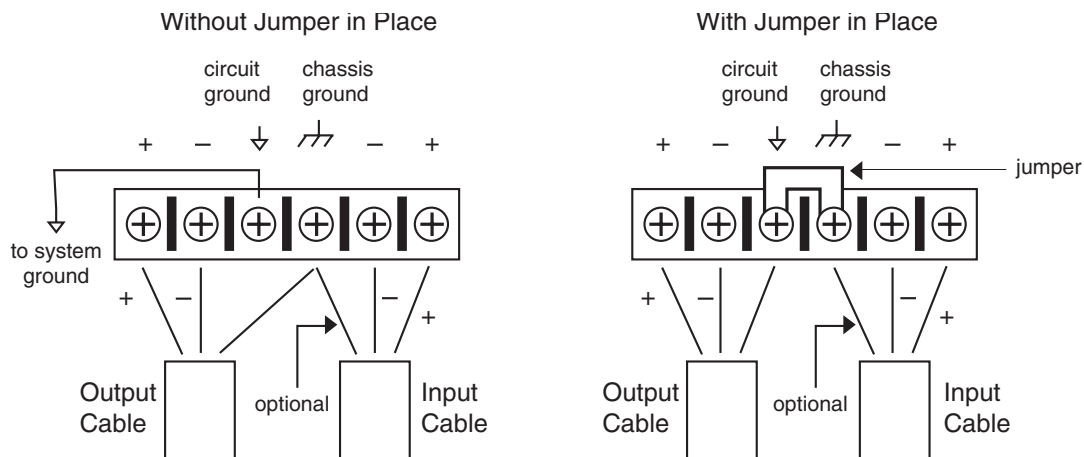 Without Jumper in Place
circuit
ground
chassis
ground
+ − − +
to system
ground
+ − − +
optional
Output
Cable
Input
Cable
With Jumper in Place
circuit
ground
chassis
ground
+ − − +
jumper
+ − − +
optional
Output
Cable
Input
Cable